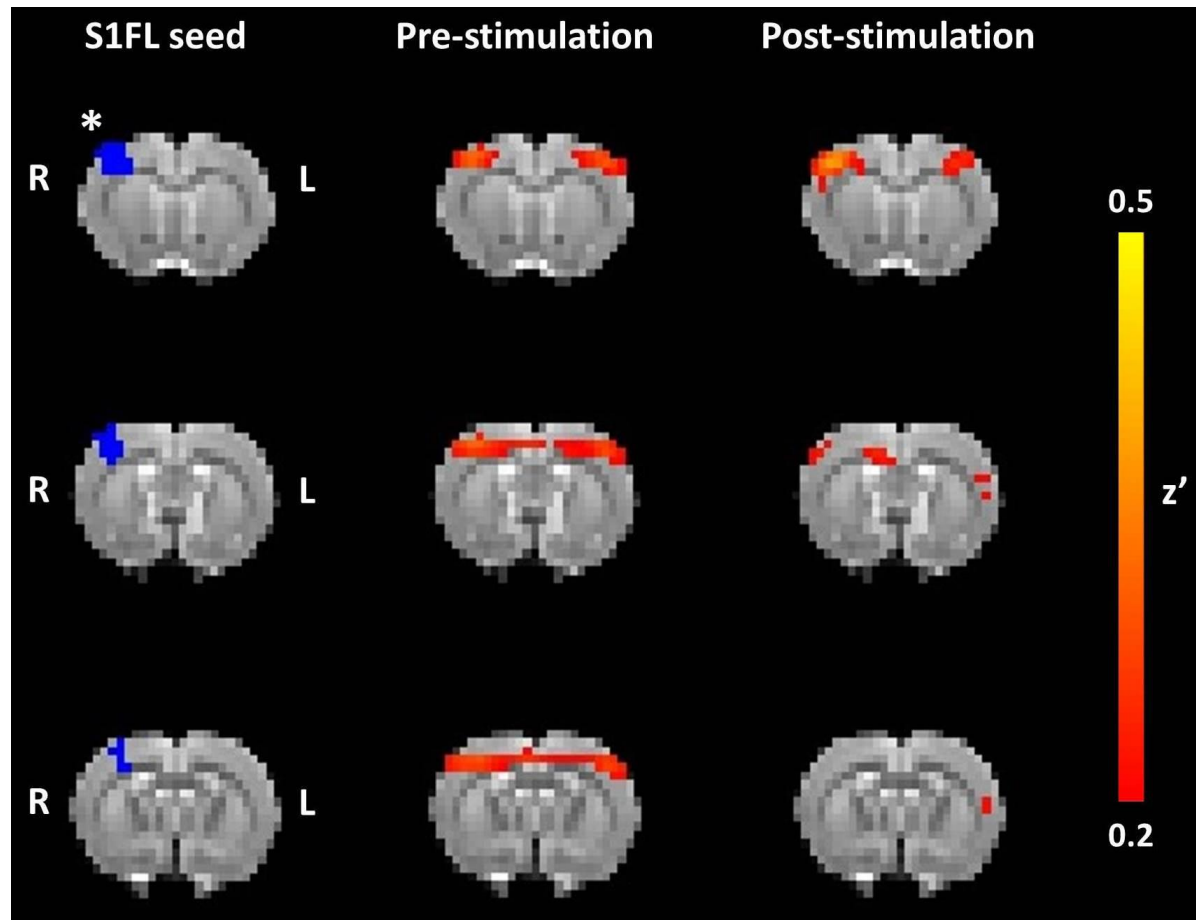 S1FL seed Pre-stimulation Post-stimulation
*
R L
0.5
R L z’
R L
0.2